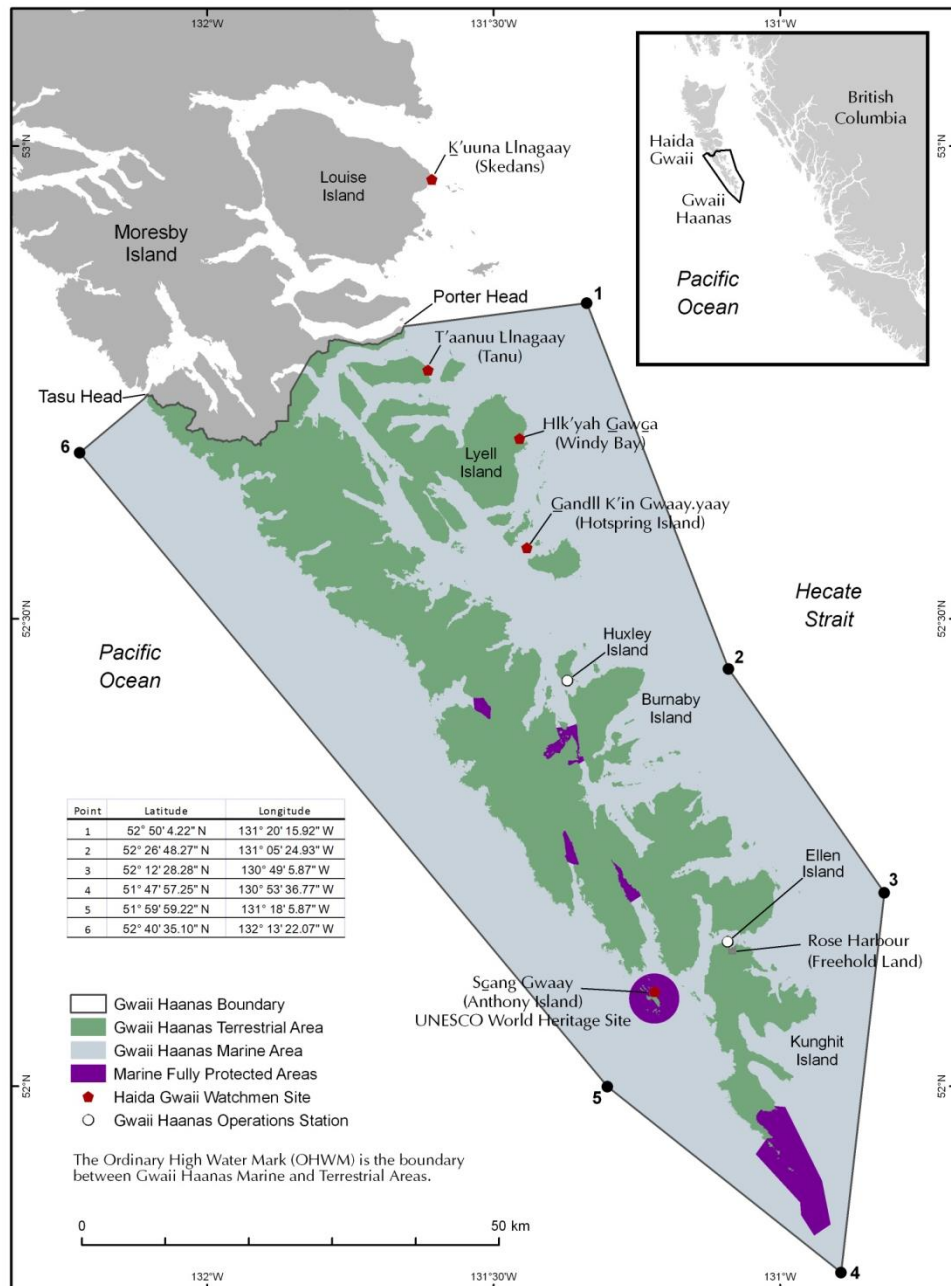 132°W
131°30'W
131°W
53°N
53°N
British
Columbia
Haida
Gwaii
Gwaii
Haanas
Pacific
Ocean
Ḵ'uuna Llnagaay
(Skedans)
Louise
Island
Moresby
Island
Porter Head
1
T'aanuu Llnagaay
(Tanu)
Tasu Head
6
Hlk'yah G̱awG̱a
(Windy Bay)
Lyell
Island
G̱andll K'in Gwaay.yaay
(Hotspring Island)
Hecate
Strait
52°30'N
52°30'N
Pacific
Ocean
Huxley
Island
2
Burnaby
Island
Point Latitude Longitude
1 52° 50' 4.22" N 131° 20' 15.92" W
2 52° 26' 48.27" N 131° 05' 24.93" W
3 52° 12' 28.28" N 130° 49' 5.87" W
4 51° 47' 57.25" N 130° 53' 36.77" W
5 51° 59' 59.22" N 131° 18' 5.87" W
6 52° 40' 35.10" N 132° 13' 22.07" W
Ellen
Island
3
Rose Harbour
(Freehold Land)
SG̱ang Gwaay
(Anthony Island)
UNESCO World Heritage Site
Kunghit
Island
52°N
52°N
5
Gwaii Haanas Boundary
Gwaii Haanas Terrestrial Area
Gwaii Haanas Marine Area
Marine Fully Protected Areas
Haida Gwaii Watchmen Site
Gwaii Haanas Operations Station
The Ordinary High Water Mark (OHWM) is the boundary
between Gwaii Haanas Marine and Terrestrial Areas.
0 50 km
4
132°W
131°30'W
131°W